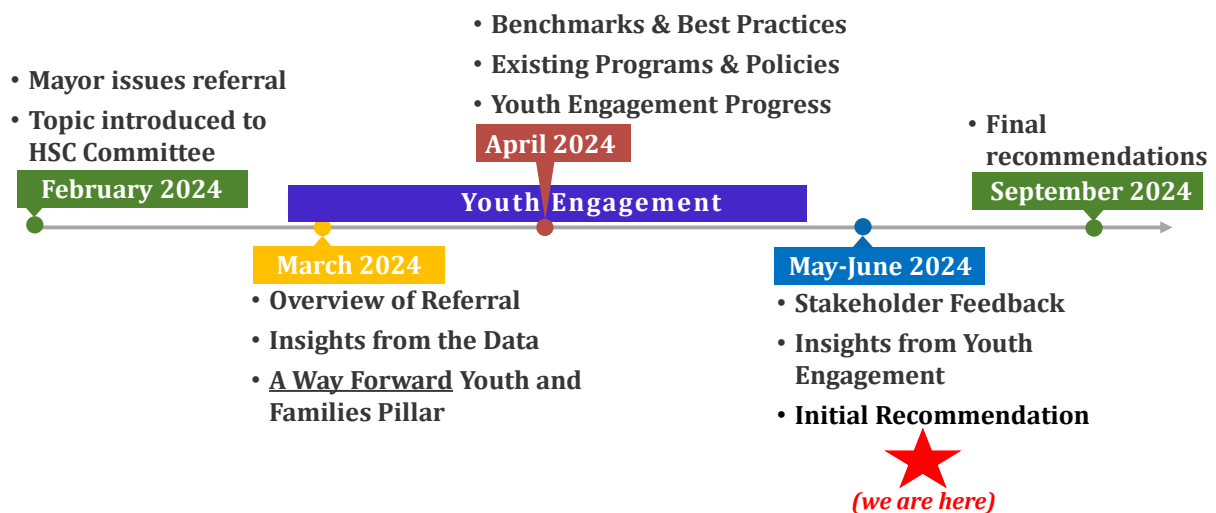 • Mayor issues referral
• Topic introduced to
HSC Committee
February 2024
• Benchmarks & Best Practices
• Existing Programs & Policies
• Youth Engagement Progress
April 2024
Youth Engagement
• Final
recommendations
September 2024
March 2024
• Overview of Referral
• Insights from the Data
• A Way Forward Youth and
Families Pillar
May-June 2024
• Stakeholder Feedback
• Insights from Youth
Engagement
• Initial Recommendation
(we are here)